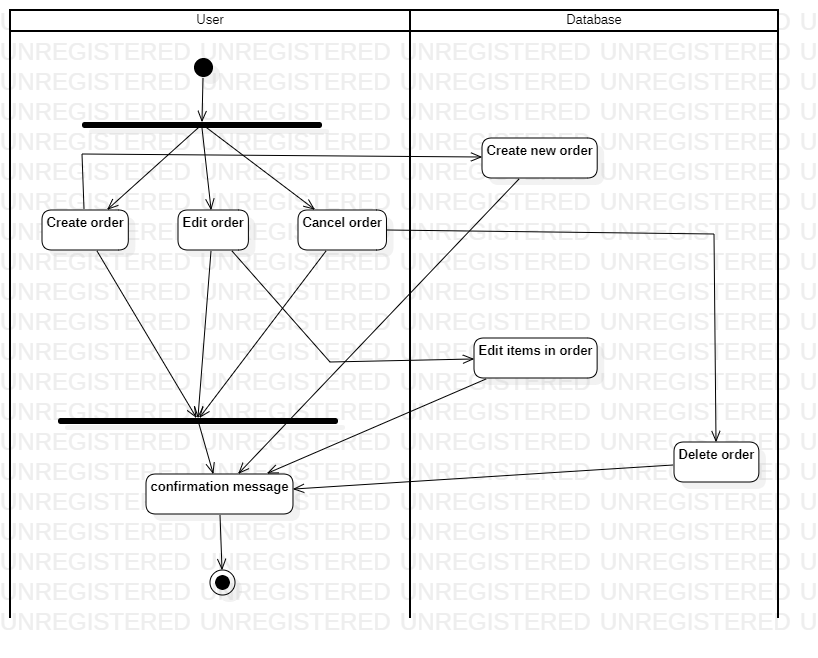 User
Database
Create new order
Create order
Edit order
Cancel order
Edit items in order
Delete order
confirmation message
UNREGISTERED UNREGISTERED UNREGISTERED UNREGISTERED